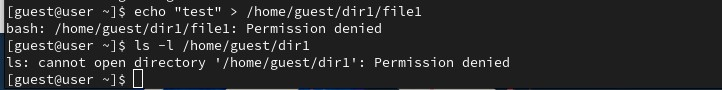 [guest@user ~]$ echo "test" > /home/guest/dir1/file1
bash: /home/guest/dir1/file1: Permission denied
[guest@user ~]$ ls -l /home/guest/dir1
ls: cannot open directory '/home/guest/dir1': Permission denied
[guest@user ~]$